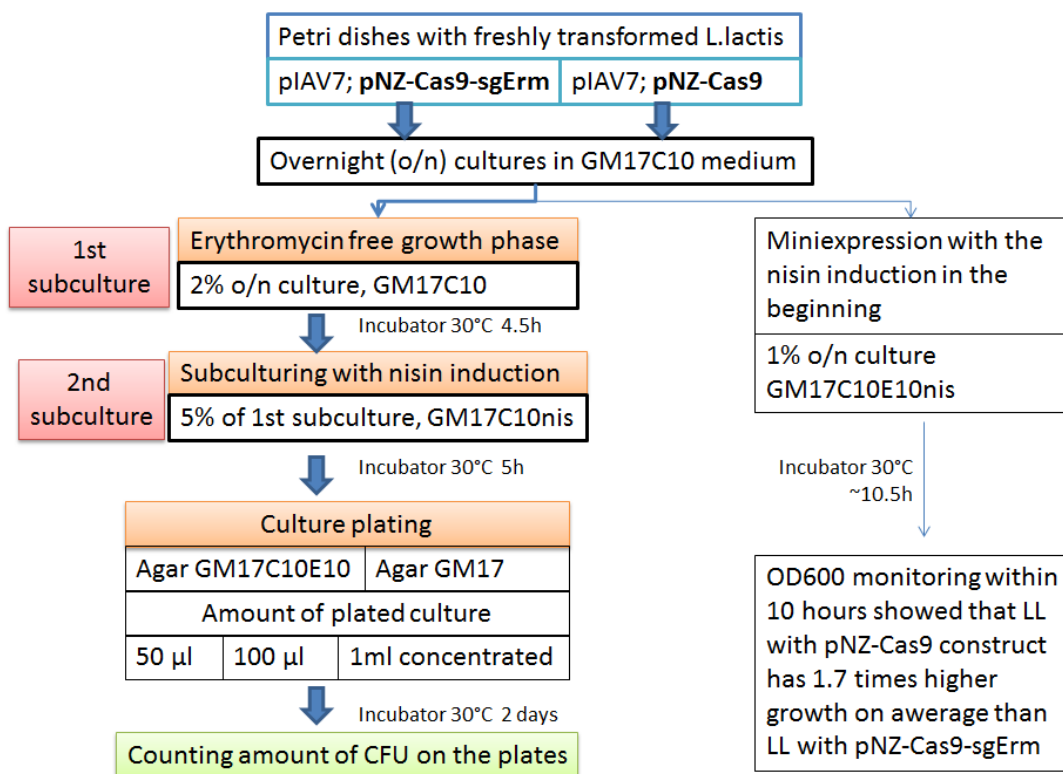 Petri dishes with freshly transformed L.lactis
pIAV7; pNZ-Cas9-sgErm
pIAV7; pNZ-Cas9
Overnight (o/n) cultures in GM17C10 medium
1st
subculture
Erythromycin free growth phase
2% o/n culture, GM17C10
Incubator 30°C 4.5h
2nd
subculture
Subculturing with nisin induction
5% of 1st subculture, GM17C10nis
Incubator 30°C 5h
Culture plating
Agar GM17C10E10
Agar GM17
Amount of plated culture
50 µl
100 µl
1ml concentrated
Incubator 30°C 2 days
Counting amount of CFU on the plates
Miniexpression with the
nisin induction in the
beginning
1% o/n culture
GM17C10E10nis
Incubator 30°C
~10.5h
OD600 monitoring within
10 hours showed that LL
with pNZ-Cas9 construct
has 1.7 times higher
growth on awerage than
LL with pNZ-Cas9-sgErm